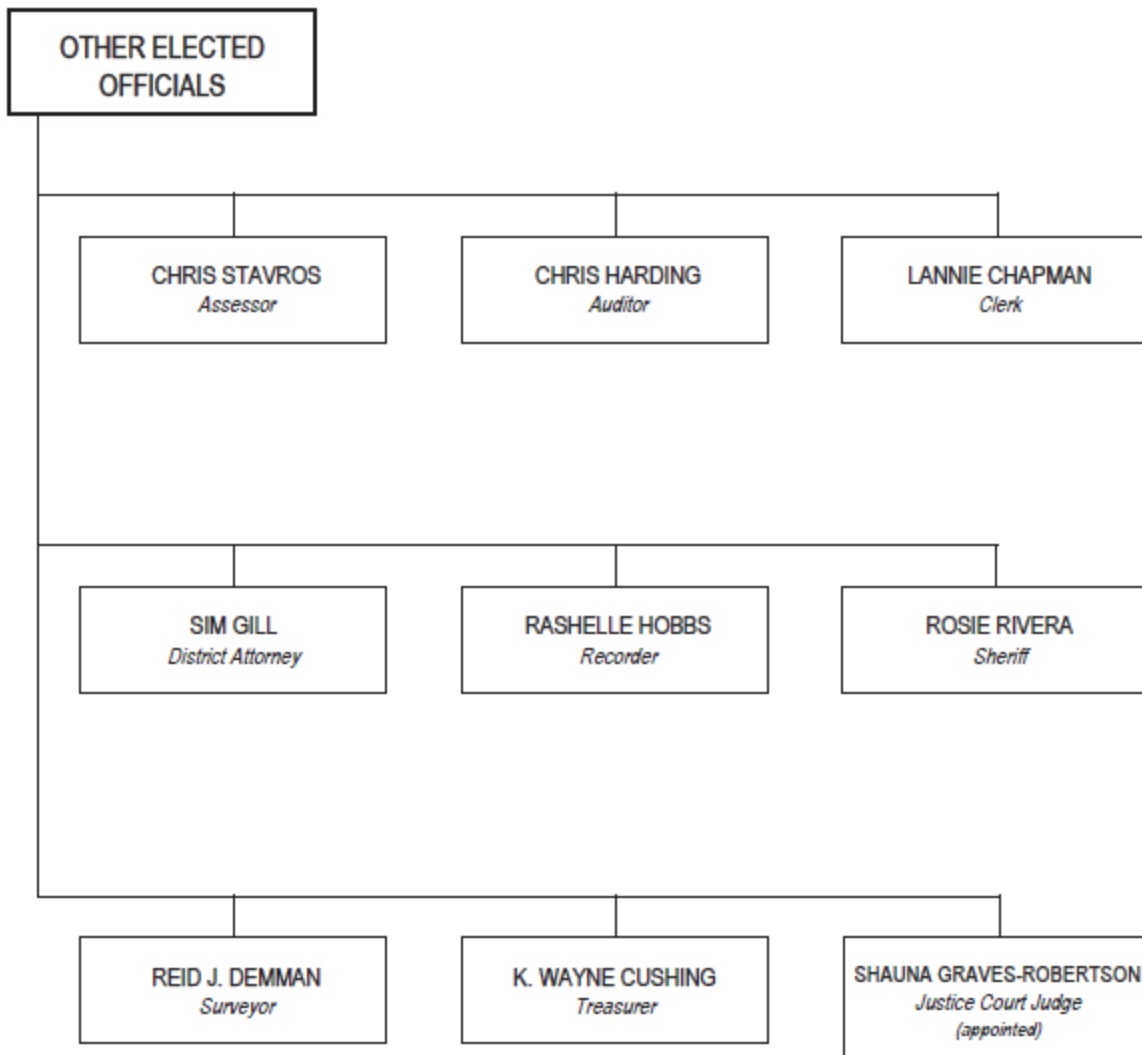 OTHER ELECTED
OFFICIALS
CHRIS STAVROS
Assessor
CHRIS HARDING
Auditor
LANNIE CHAPMAN
Clerk
SIM GILL
District Attorney
RASHELLE HOBBS
Recorder
ROSIE RIVERA
Sheriff
REID J. DEMMAN
Surveyor
K. WAYNE CUSHING
Treasurer
SHAUNA GRAVES-ROBERTSON
Justice Court Judge
(appointed)